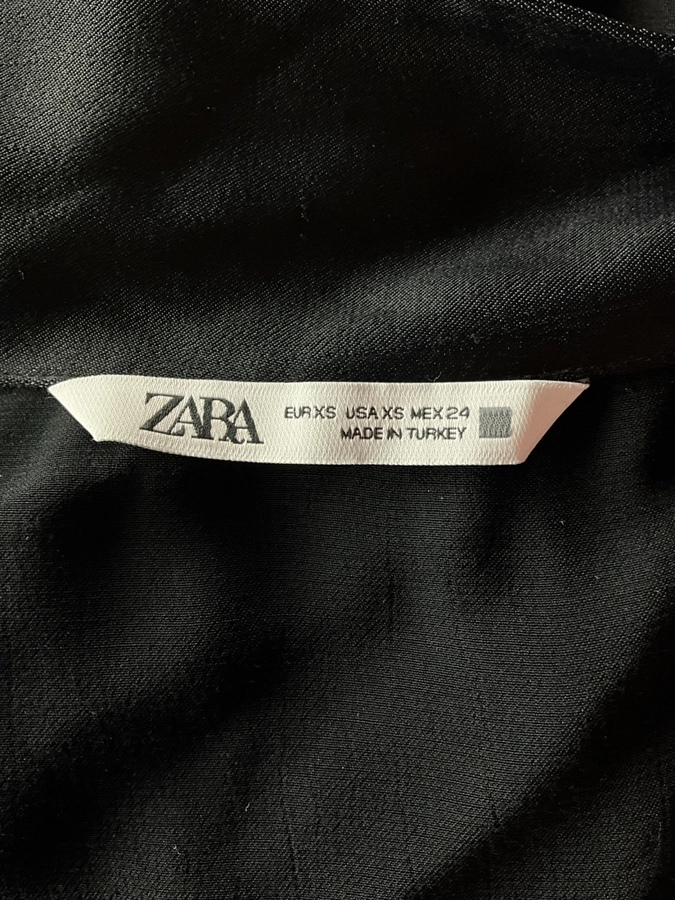 ZARA
EUR XS USA XS MEX 24
MADE IN TURKEY